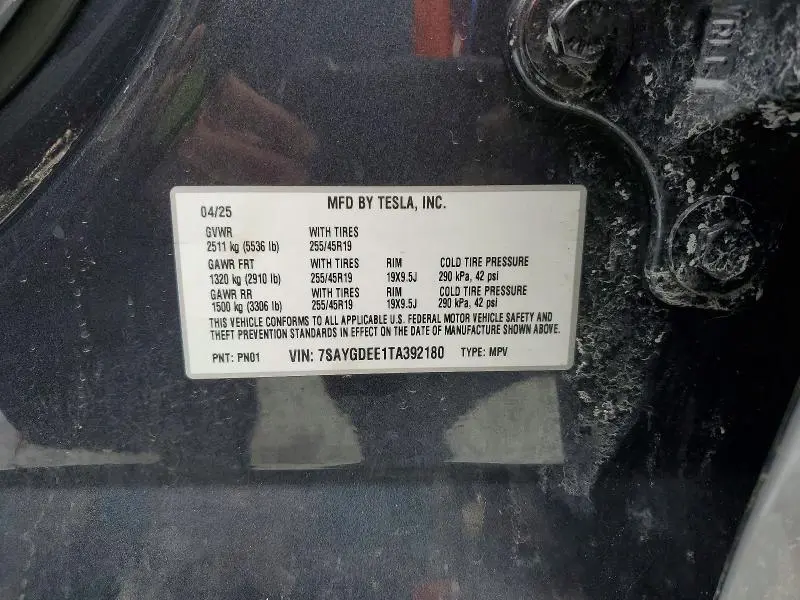 MFD BY TESLA, INC.
04/25
GVWR WITH TIRES
2511 kg (5536 lb) 255/45R19
GAWR FRT WITH TIRES RIM COLD TIRE PRESSURE
1320 kg (2910 lb) 255/45R19 19X9.5J 290 kPa, 42 psi
GAWR RR WITH TIRES RIM COLD TIRE PRESSURE
1500 kg (3306 lb) 255/45R19 19X9.5J 290 kPa, 42 psi
THIS VEHICLE CONFORMS TO ALL APPLICABLE U.S. FEDERAL MOTOR VEHICLE SAFETY AND
THEFT PREVENTION STANDARDS IN EFFECT ON THE DATE OF MANUFACTURE SHOWN ABOVE.
PNT: PN01 VIN: 7SAYGDEE1TA392180 TYPE: MPV